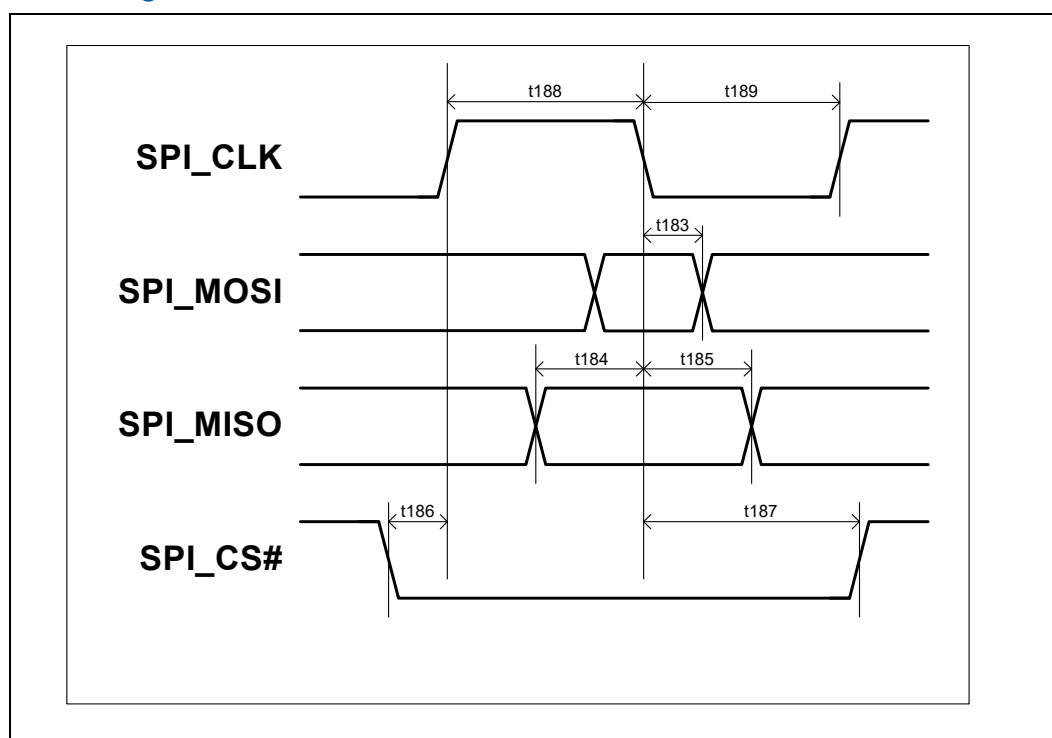 t188 t189
SPI_CLK
t183
SPI_MOSI
t184 t185
SPI_MISO
t186 t187
SPI_CS#